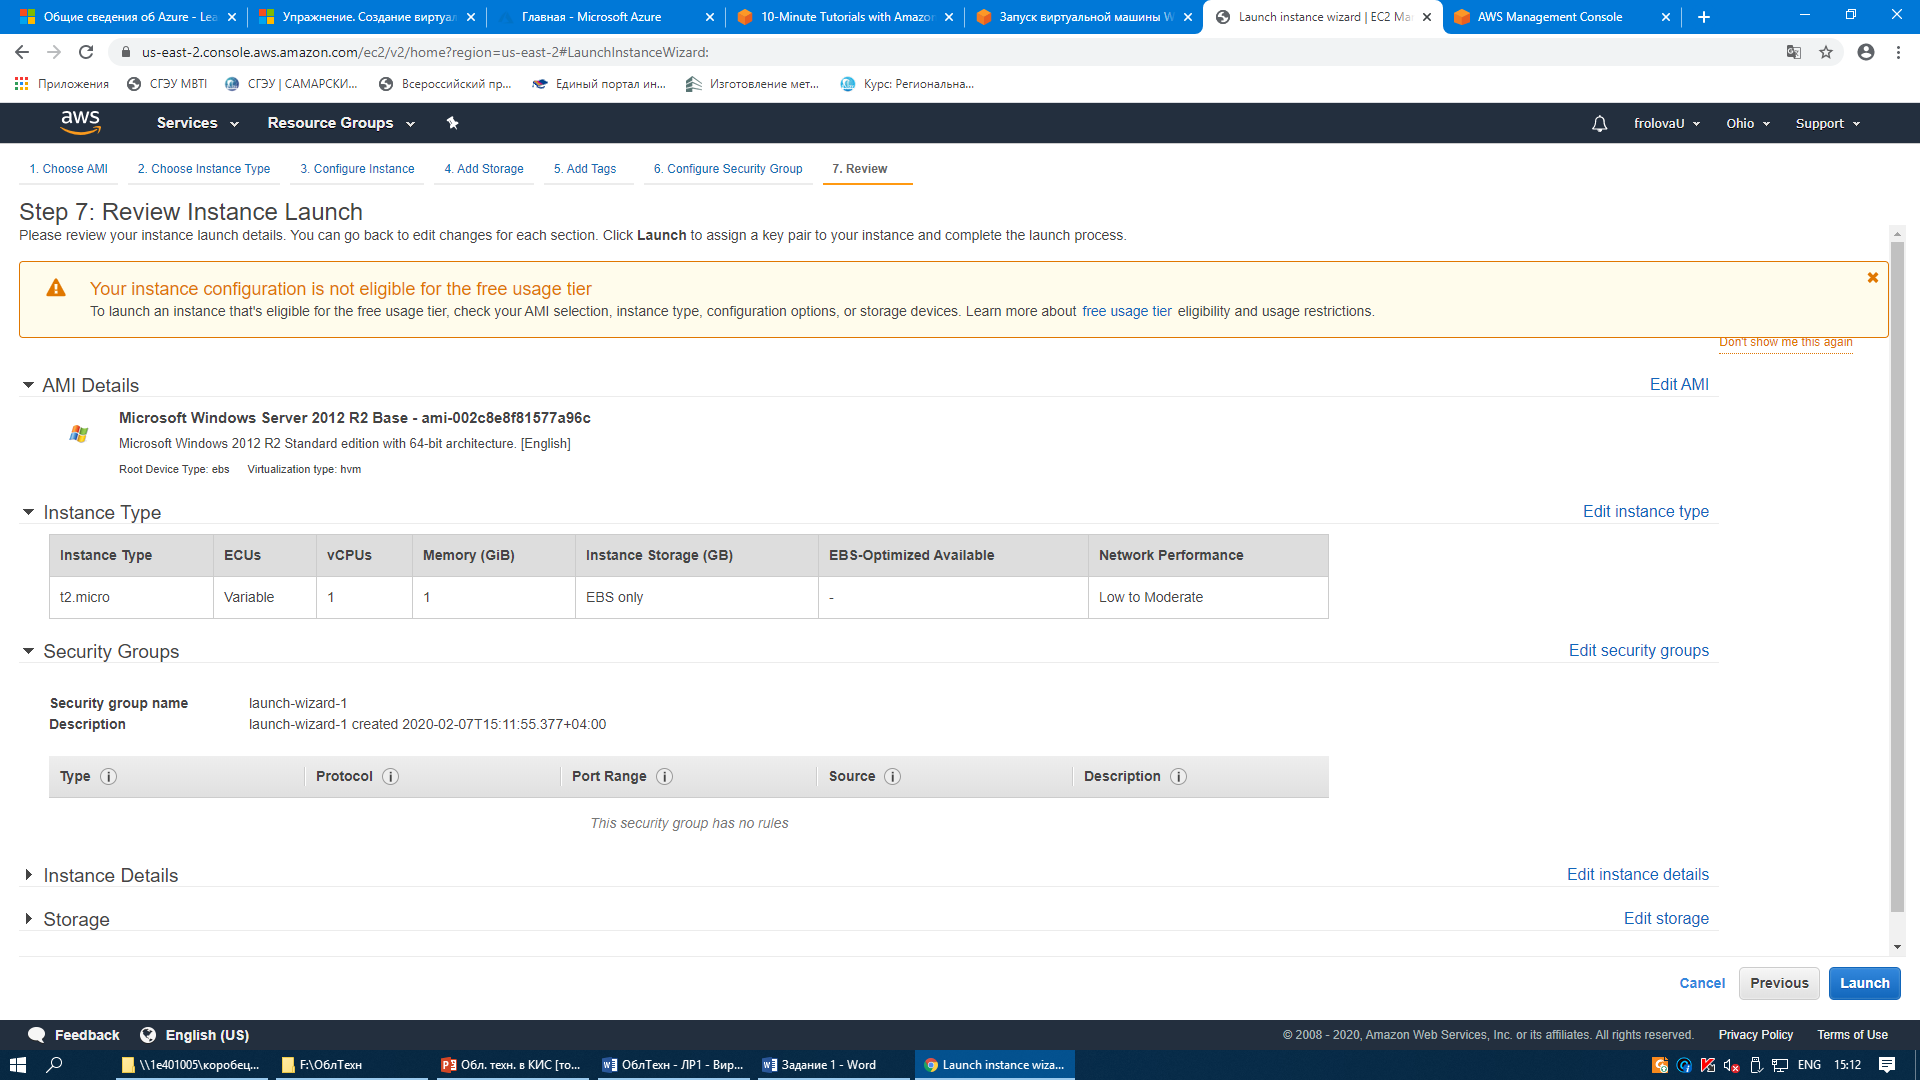 Общие сведения об Azure - Lea
Упражнение. Создание виртуал
Главная - Microsoft Azure
10-Minute Tutorials with Amazon
Запуск виртуальной машины W
Launch instance wizard | EC2 Ma
AWS Management Console
us-east-2.console.aws.amazon.com/ec2/v2/home?region=us-east-2#LaunchInstanceWizard:
Приложения
СГЭУ МВТІ
СГЭУ | САМАРСКИ...
Всероссийский пр...
Единый портал ин...
Изготовление мет...
Курс: Региональна...
aws
Services
Resource Groups
frolovaU
Ohio
Support
1. Choose AMI
2. Choose Instance Type
3. Configure Instance
4. Add Storage
5. Add Tags
6. Configure Security Group
7. Review
Step 7: Review Instance Launch
Please review your instance launch details. You can go back to edit changes for each section. Click Launch to assign a key pair to your instance and complete the launch process.
Your instance configuration is not eligible for the free usage tier
To launch an instance that's eligible for the free usage tier, check your AMI selection, instance type, configuration options, or storage devices. Learn more about free usage tier eligibility and usage restrictions.
Don't show me this again
AMI Details
Edit AMI
Microsoft Windows Server 2012 R2 Base - ami-002c8e8f81577a96c
Microsoft Windows 2012 R2 Standard edition with 64-bit architecture. [English]
Root Device Type: ebs Virtualization type: hvm
Instance Type
Edit instance type
Instance Type ECUs vCPUs Memory (GiB) Instance Storage (GB) EBS-Optimized Available Network Performance
t2.micro Variable 1 1 EBS only - Low to Moderate
Security Groups
Edit security groups
Security group name launch-wizard-1
Description launch-wizard-1 created 2020-02-07T15:11:55.377+04:00
Type Protocol Port Range Source Description
This security group has no rules
Instance Details
Edit instance details
Storage
Edit storage
Cancel
Previous
Launch
Feedback
English (US)
© 2008 - 2020, Amazon Web Services, Inc. or its affiliates. All rights reserved.
Privacy Policy
Terms of Use
\\1e401005\коробец...
F:\ОблТехн
Обл. техн. в КИС [то...
ОблТехн - ЛР1 - Вир...
Задание 1 - Word
Launch instance wiza...
ENG
15:12